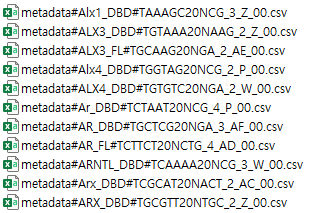 metadata#Alx1_DBD#TAAAGC20NCG_3_Z_00.csv
metadata#ALX3_DBD#TGTAAA20NAAG_2_Z_00.csv
metadata#ALX3_FL#TGCAAG20NGA_2_AE_00.csv
metadata#Alx4_DBD#TGGTAG20NCG_2_P_00.csv
metadata#ALX4_DBD#TGTGTC20NGA_2_W_00.csv
metadata#Ar_DBD#TCTAAT20NCG_4_P_00.csv
metadata#AR_DBD#TGCTCG20NGA_3_AF_00.csv
metadata#AR_FL#TCTTCT20NCTG_4_AD_00.csv
metadata#ARNTL_DBD#TCAAAA20NCG_3_W_00.csv
metadata#Arx_DBD#TCGCAT20NACT_2_AC_00.csv
metadata#ARX_DBD#TGCGTT20NTGC_2_Z_00.csv